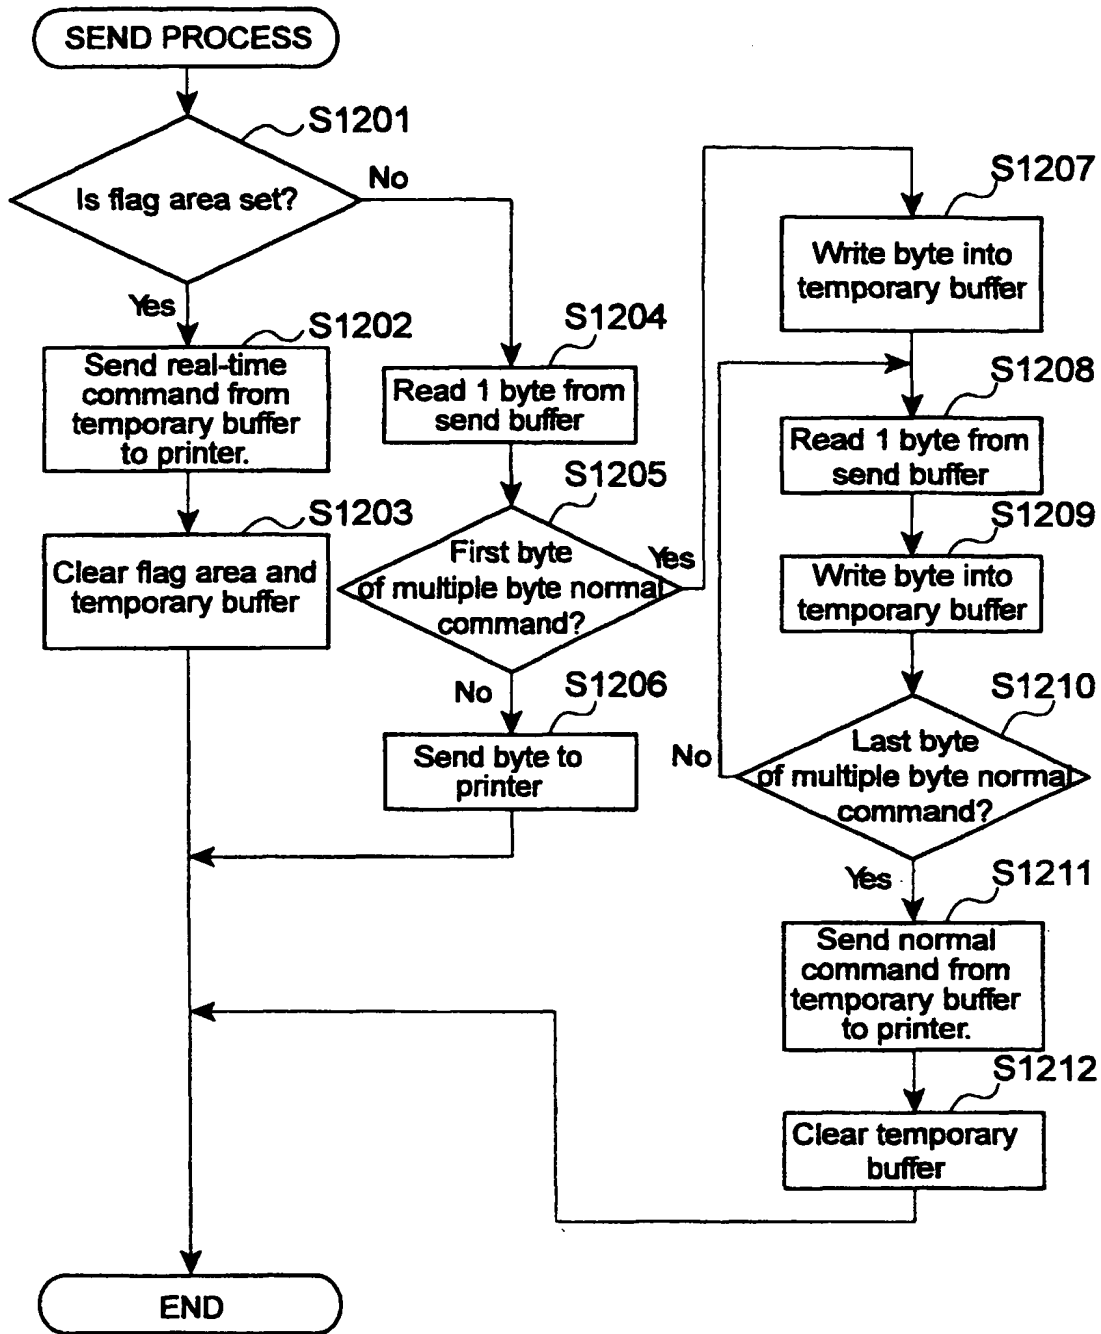 SEND PROCESS
S1201
Is flag area set?
No
Yes
S1202
Send real-time
command from
temporary buffer
to printer.
S1203
Clear flag area and
temporary buffer
S1204
Read 1 byte from
send buffer
S1205
First byte
of multiple byte normal
command?
Yes
No
S1206
Send byte to
printer
S1207
Write byte into
temporary buffer
S1208
Read 1 byte from
send buffer
S1209
Write byte into
temporary buffer
S1210
Last byte
of multiple byte normal
command?
No
Yes
S1211
Send normal
command from
temporary buffer
to printer.
S1212
Clear temporary
buffer
END